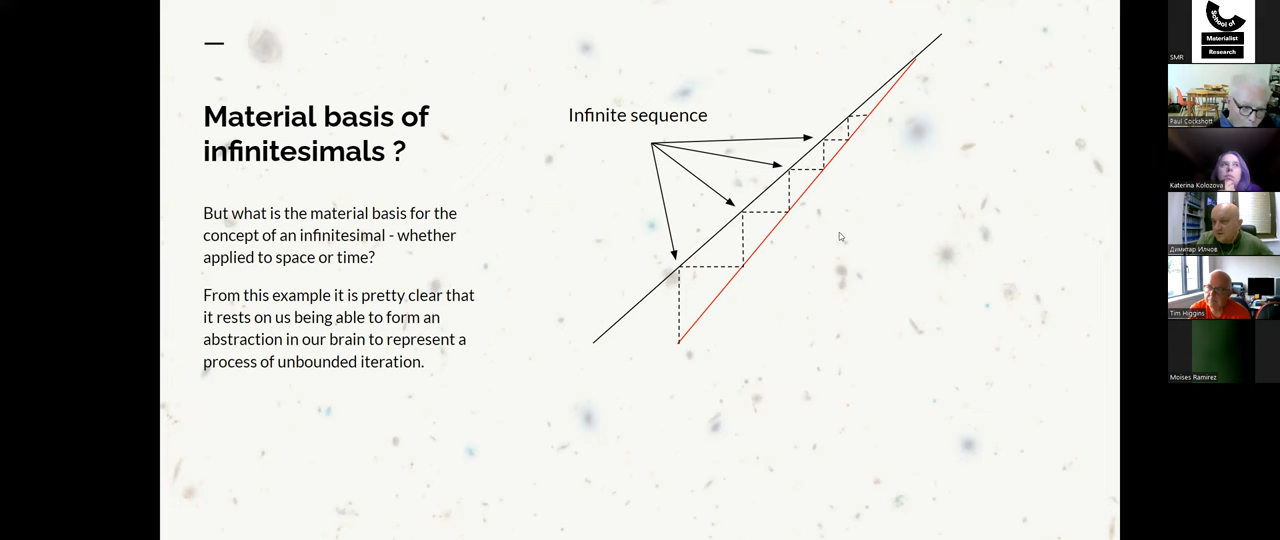 Material basis of
infinitesimals ?
But what is the material basis for the
concept of an infinitesimal - whether
applied to space or time?
From this example it is pretty clear that
it rests on us being able to form an
abstraction in our brain to represent a
process of unbounded iteration.
Infinite sequence
School of
Materialist
Research
SMR
Paul Cockshott
Katerina Kolozova
Димитар Илчов
Tim Higgins
Moises Ramirez